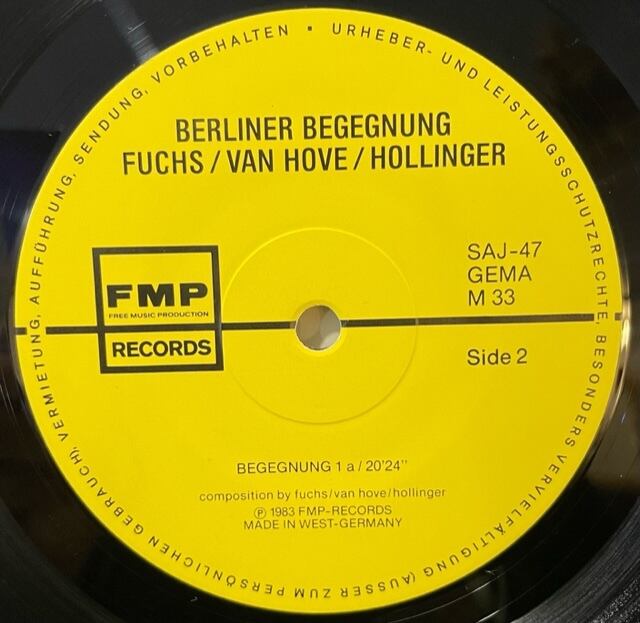 URHEBER- UND LEISTUNGSSCHUTZRECHTE, BESONDERS VERVIELFÄLTIGUNG (AUSSER ZUM PERSÖNLICHEN GEBRAUCH), VERMIETUNG, AUFFÜHRUNG, SENDUNG, VORBEHALTEN
BERLINER BEGEGNUNG
FUCHS / VAN HOVE / HOLLINGER
FMP
FREE MUSIC PRODUCTION
RECORDS
SAJ-47
GEMA
M 33
Side 2
BEGEGNUNG 1 a / 20'24"
composition by fuchs/van hove/hollinger
℗ 1983 FMP-RECORDS
MADE IN WEST-GERMANY